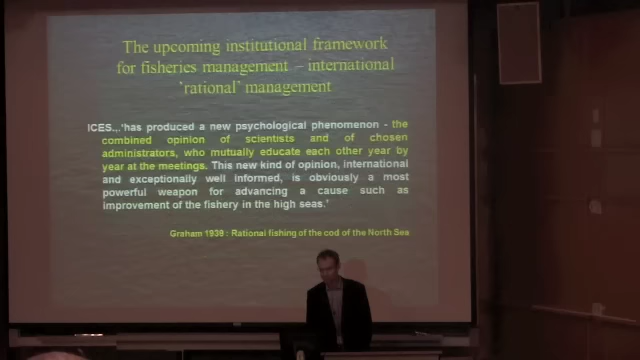 The upcoming institutional framework
for fisheries management – international
'rational' management
ICES...'has produced a new psychological phenomenon - the
combined opinion of scientists and of chosen
administrators, who mutually educate each other year by
year at the meetings. This new kind of opinion, international
and exceptionally well informed, is obviously a most
powerful weapon for advancing a cause such as
improvement of the fishery in the high seas.'
Graham 1938 : Rational fishing of the cod of the North Sea